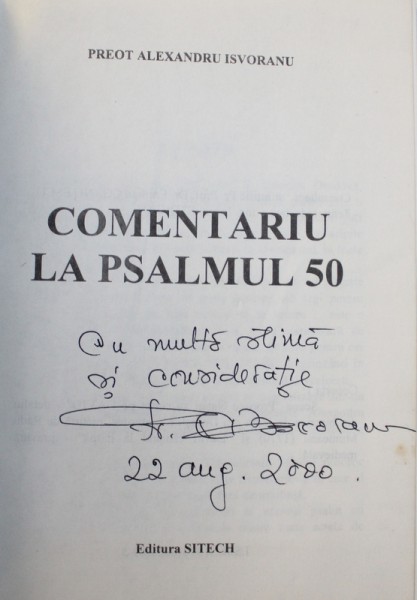 PREOT ALEXANDRU ISVORANU
COMENTARIU
LA PSALMUL 50
Cu multă stimă
și considerație
22 aug. 2000.
Editura SITECH